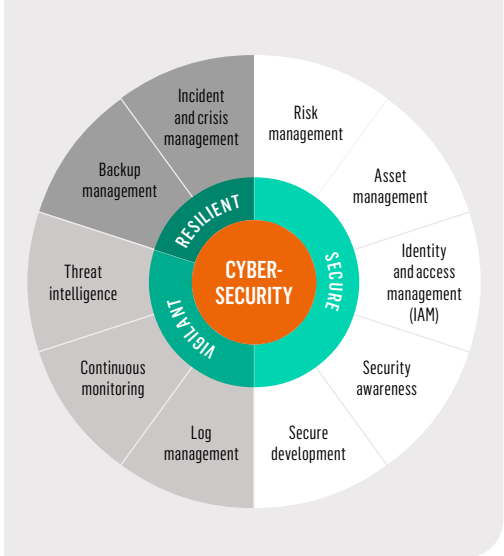 Incident
and crisis
management
Risk
management
Backup
management
Asset
management
RESILIENT
Threat
intelligence
CYBER-
SECURITY
SECURE
Identity
and access
management
(IAM)
VIGILANT
Continuous
monitoring
Security
awareness
Log
management
Secure
development